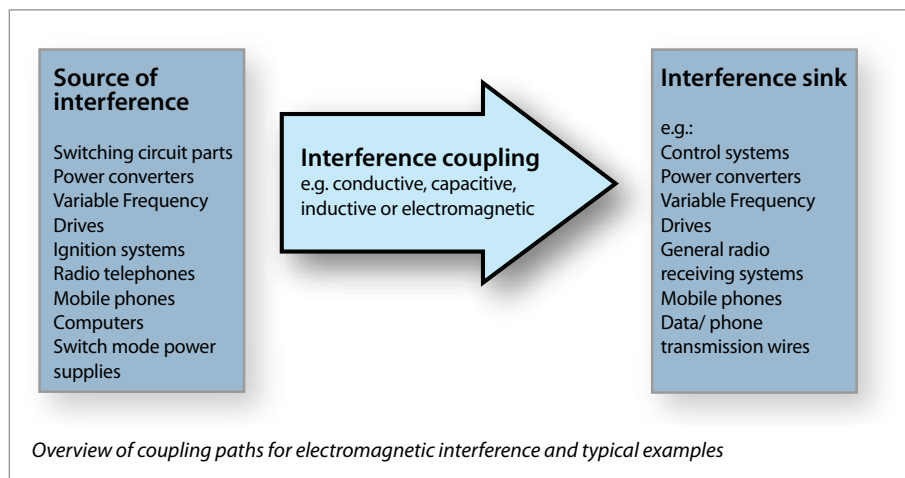 Source of
interference
Switching circuit parts
Power converters
Variable Frequency
Drives
Ignition systems
Radio telephones
Mobile phones
Computers
Switch mode power
supplies
Interference coupling
e.g. conductive, capacitive,
inductive or electromagnetic
Interference sink
e.g.:
Control systems
Power converters
Variable Frequency
Drives
General radio
receiving systems
Mobile phones
Data/ phone
transmission wires
Overview of coupling paths for electromagnetic interference and typical examples